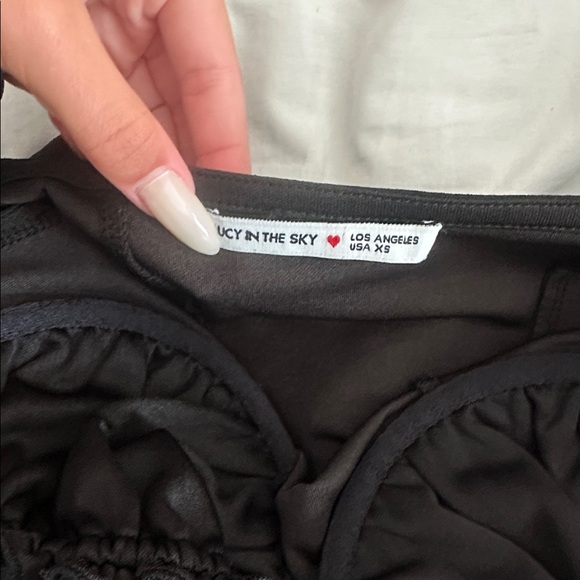 UCY IN THE SKY ❤ LOS ANGELES
USA XS